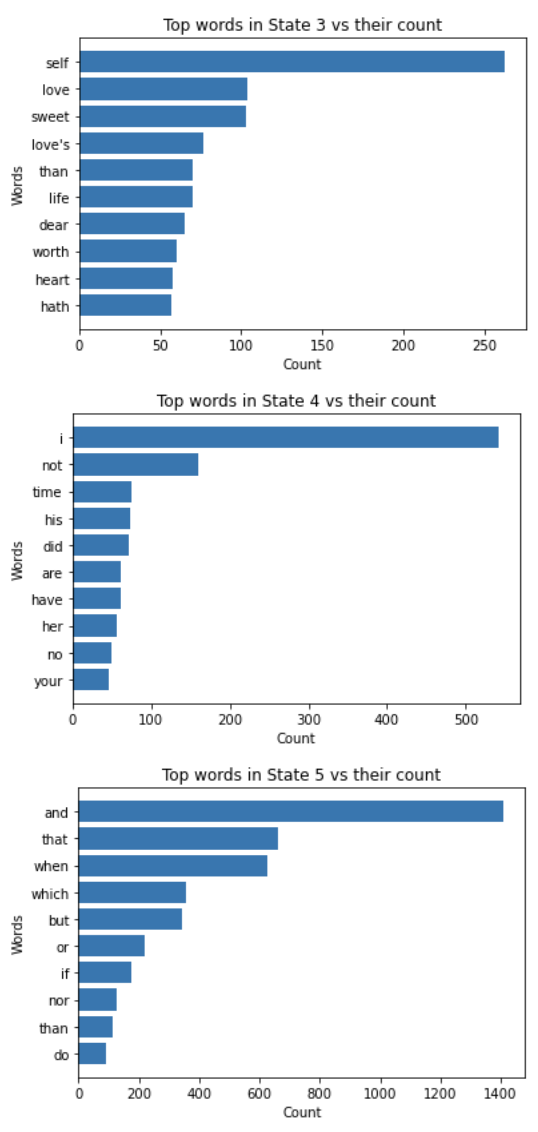 Top words in State 3 vs their count
self
love
sweet
love's
than
life
dear
worth
heart
hath
Words
0 50 100 150 200 250
Count
Top words in State 4 vs their count
i
not
time
his
did
are
have
her
no
your
Words
0 100 200 300 400 500
Count
Top words in State 5 vs their count
and
that
when
which
but
or
if
nor
than
do
Words
0 200 400 600 800 1000 1200 1400
Count